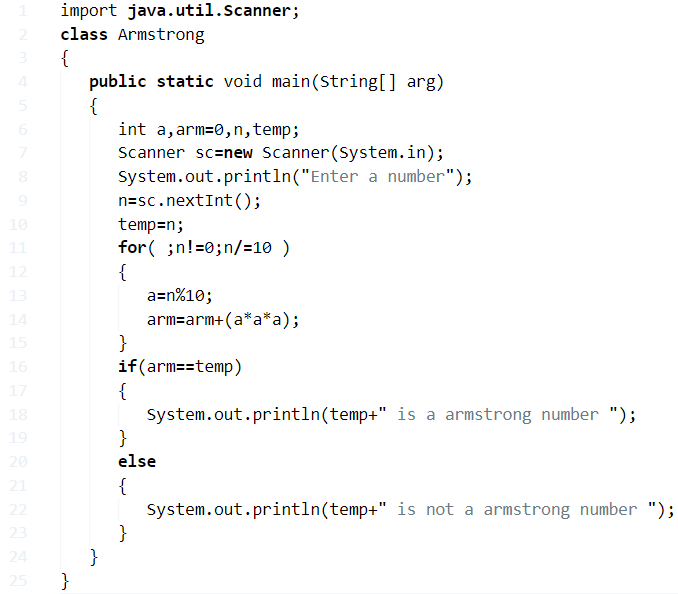 1 import java.util.Scanner;
2 class Armstrong
3 {
4 public static void main(String[] arg)
5 {
6 int a,arm=0,n,temp;
7 Scanner sc=new Scanner(System.in);
8 System.out.println("Enter a number");
9 n=sc.nextInt();
10 temp=n;
11 for( ;n!=0;n/=10 )
12 {
13 a=n%10;
14 arm=arm+(a*a*a);
15 }
16 if(arm==temp)
17 {
18 System.out.println(temp+" is a armstrong number ");
19 }
20 else
21 {
22 System.out.println(temp+" is not a armstrong number ");
23 }
24 }
25 }